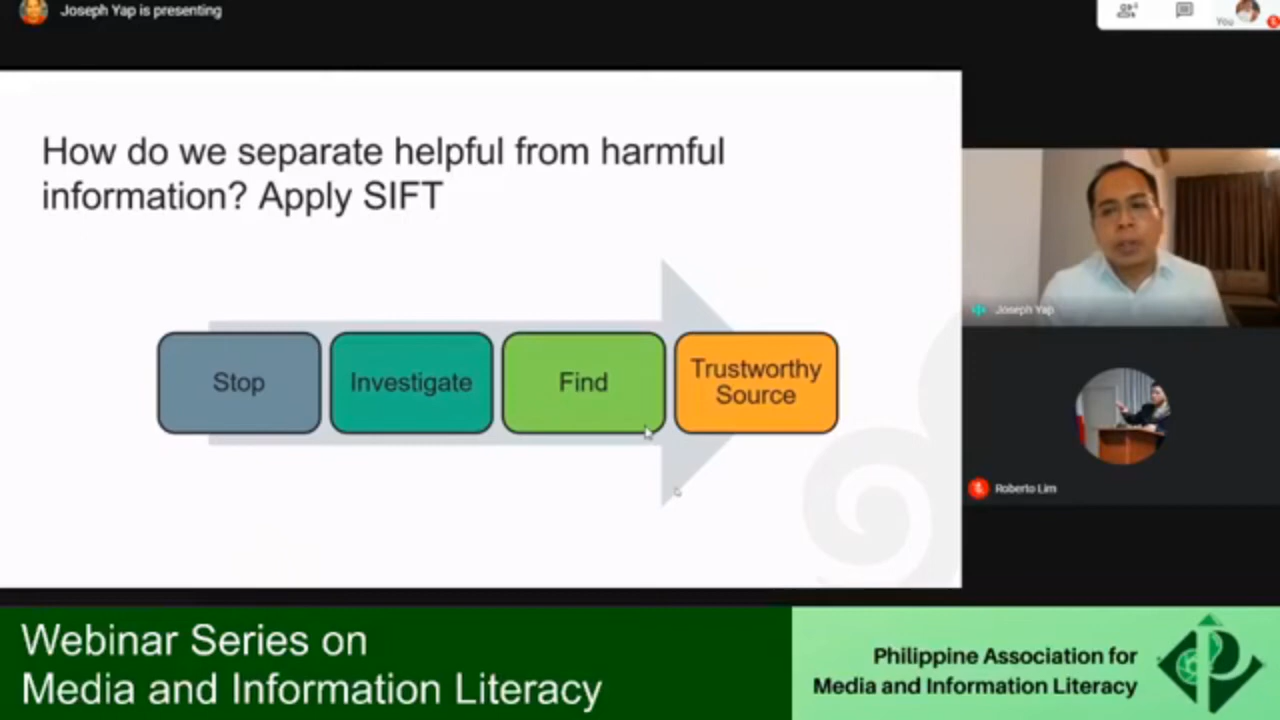 Joseph Yap is presenting
You
How do we separate helpful from harmful
information? Apply SIFT
Stop
Investigate
Find
Trustworthy
Source
Joseph Yap
Roberto Lim
Webinar Series on
Media and Information Literacy
Philippine Association for
Media and Information Literacy